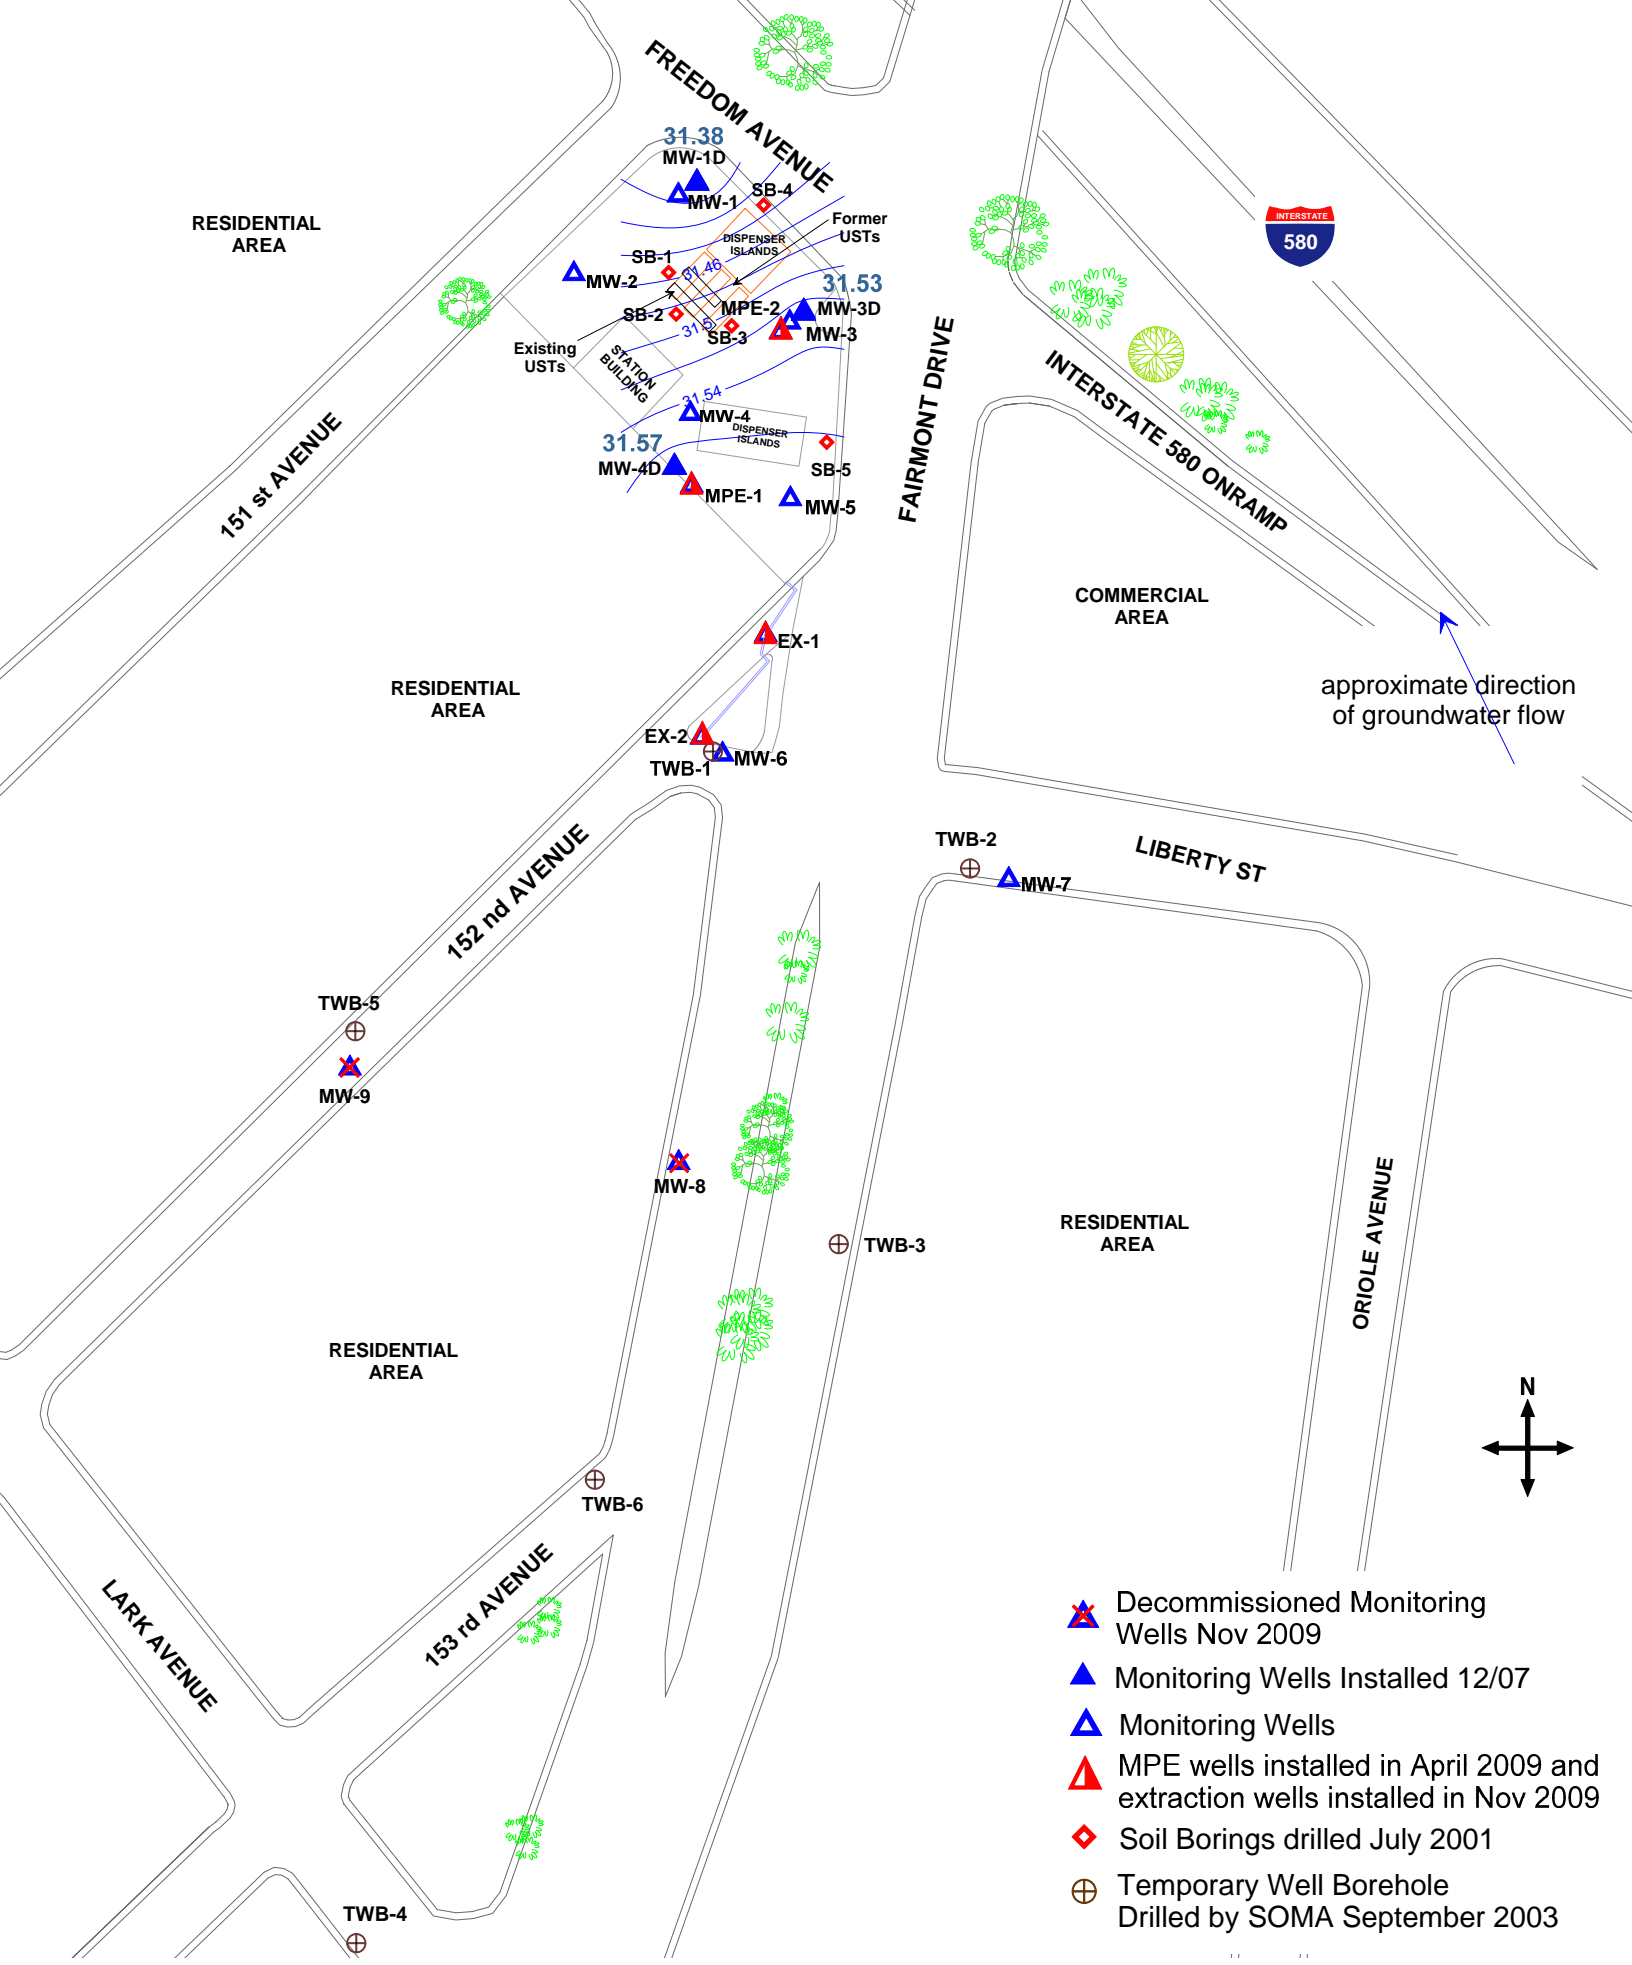 FREEDOM AVENUE
31.38
MW-1D
MW-1
SB-4
RESIDENTIAL
AREA
Former
USTs
DISPENSER
ISLANDS
INTERSTATE
580
SB-1
31.46
MW-2
31.53
MPE-2
MW-3D
SB-2
31.5
SB-3
MW-3
Existing
USTs
STATION
BUILDING
31.54
MW-4
DISPENSER
ISLANDS
31.57
MW-4D
SB-5
MPE-1
MW-5
151 st AVENUE
FAIRMONT DRIVE
INTERSTATE 580 ONRAMP
COMMERCIAL
AREA
EX-1
RESIDENTIAL
AREA
approximate direction
of groundwater flow
EX-2
TWB-1
MW-6
TWB-2
LIBERTY ST
MW-7
152 nd AVENUE
TWB-5
MW-9
MW-8
TWB-3
RESIDENTIAL
AREA
ORIOLE AVENUE
RESIDENTIAL
AREA
N
TWB-6
LARK AVENUE
153 rd AVENUE
TWB-4
Decommissioned Monitoring
Wells Nov 2009
Monitoring Wells Installed 12/07
Monitoring Wells
MPE wells installed in April 2009 and
extraction wells installed in Nov 2009
Soil Borings drilled July 2001
Temporary Well Borehole
Drilled by SOMA September 2003